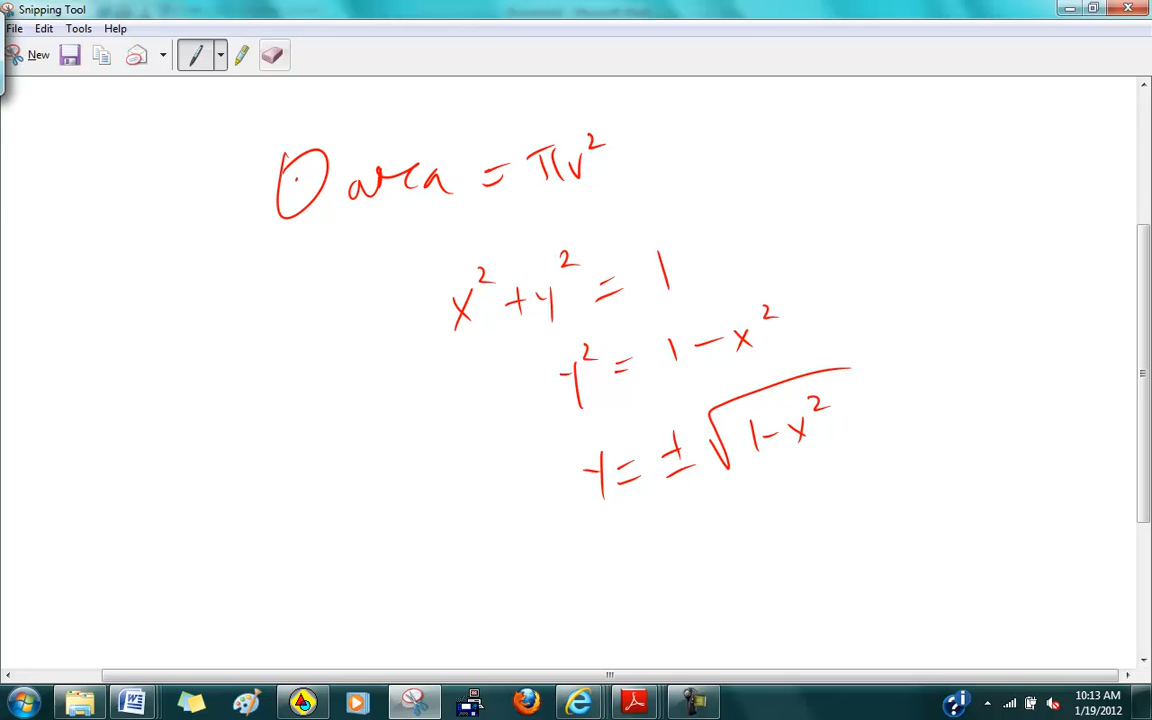 Snipping Tool
File Edit Tools Help
New
⊙ area = πr²
x² + y² = 1
y² = 1 - x²
y = ± √(1 - x²)
10:13 AM
1/19/2012